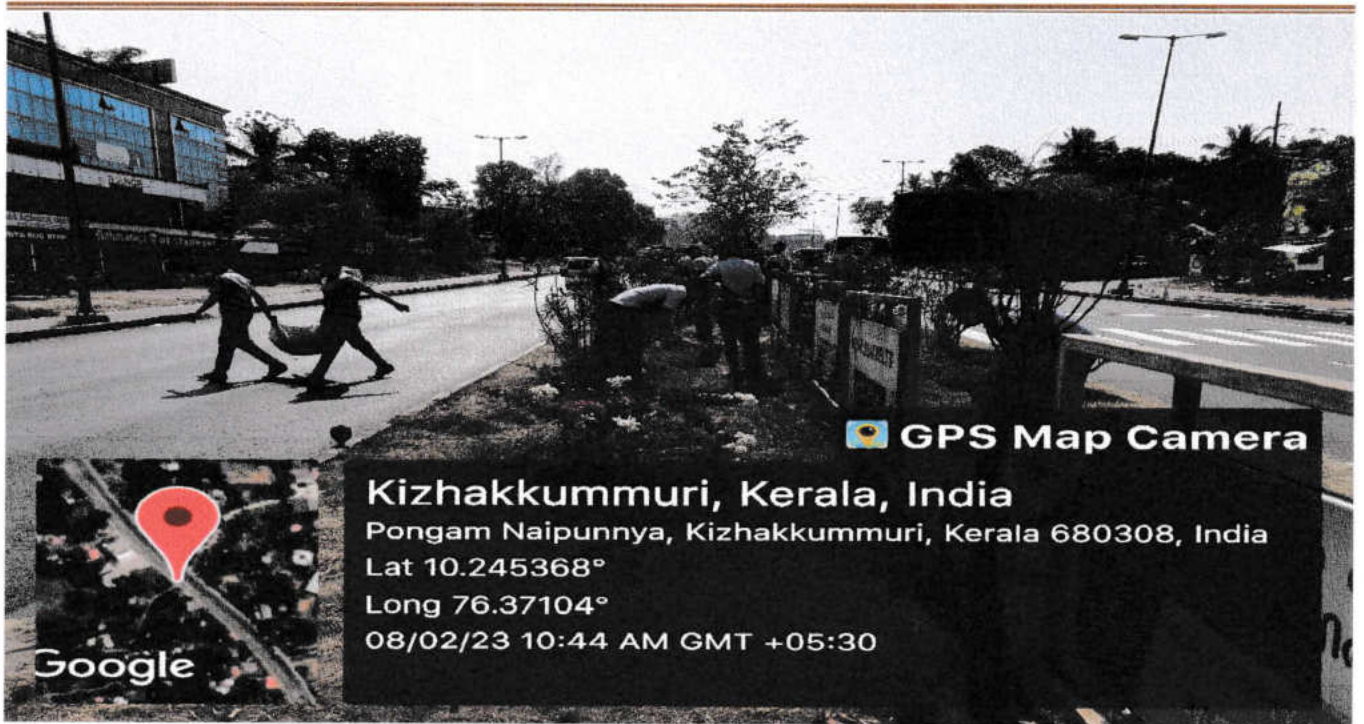 GPS Map Camera
Kizhakkummuri, Kerala, India
Pongam Naipunnya, Kizhakkummuri, Kerala 680308, India
Lat 10.245368°
Long 76.37104°
08/02/23 10:44 AM GMT +05:30
Google